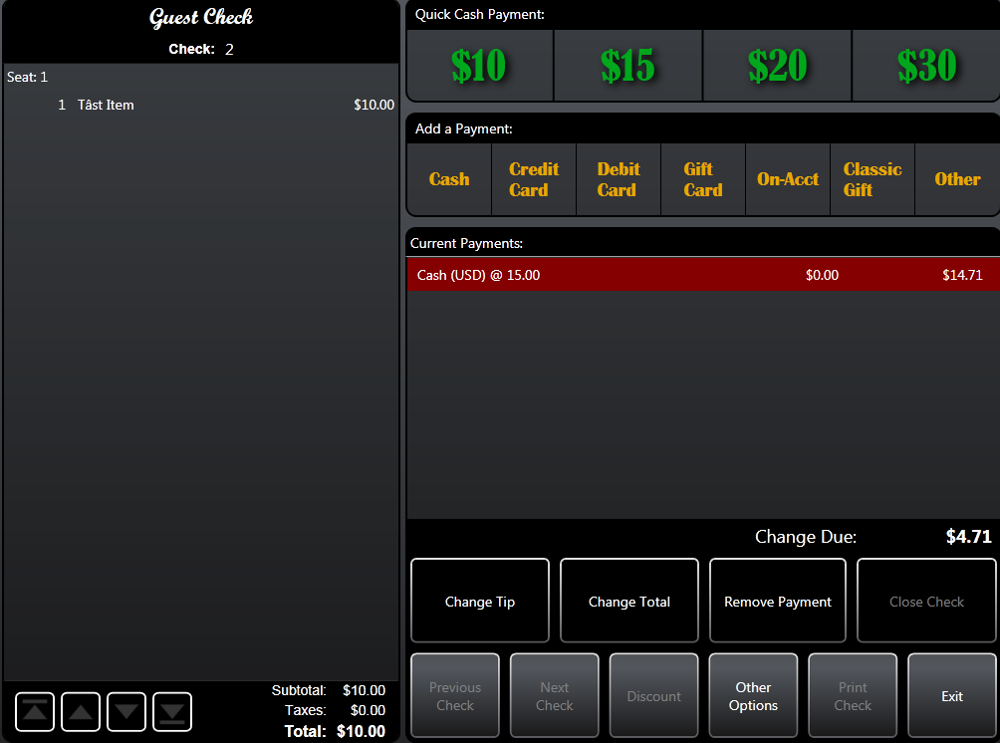 Guest Check
Check: 2
Seat: 1
1 Tâst Item $10.00
Subtotal: $10.00
Taxes: $0.00
Total: $10.00
Quick Cash Payment:
$10 $15 $20 $30
Add a Payment:
Cash
Credit
Card
Debit
Card
Gift
Card
On-Acct
Classic
Gift
Other
Current Payments:
Cash (USD) @ 15.00 $0.00 $14.71
Change Due: $4.71
Change Tip
Change Total
Remove Payment
Close Check
Previous
Check
Next
Check
Discount
Other
Options
Print
Check
Exit